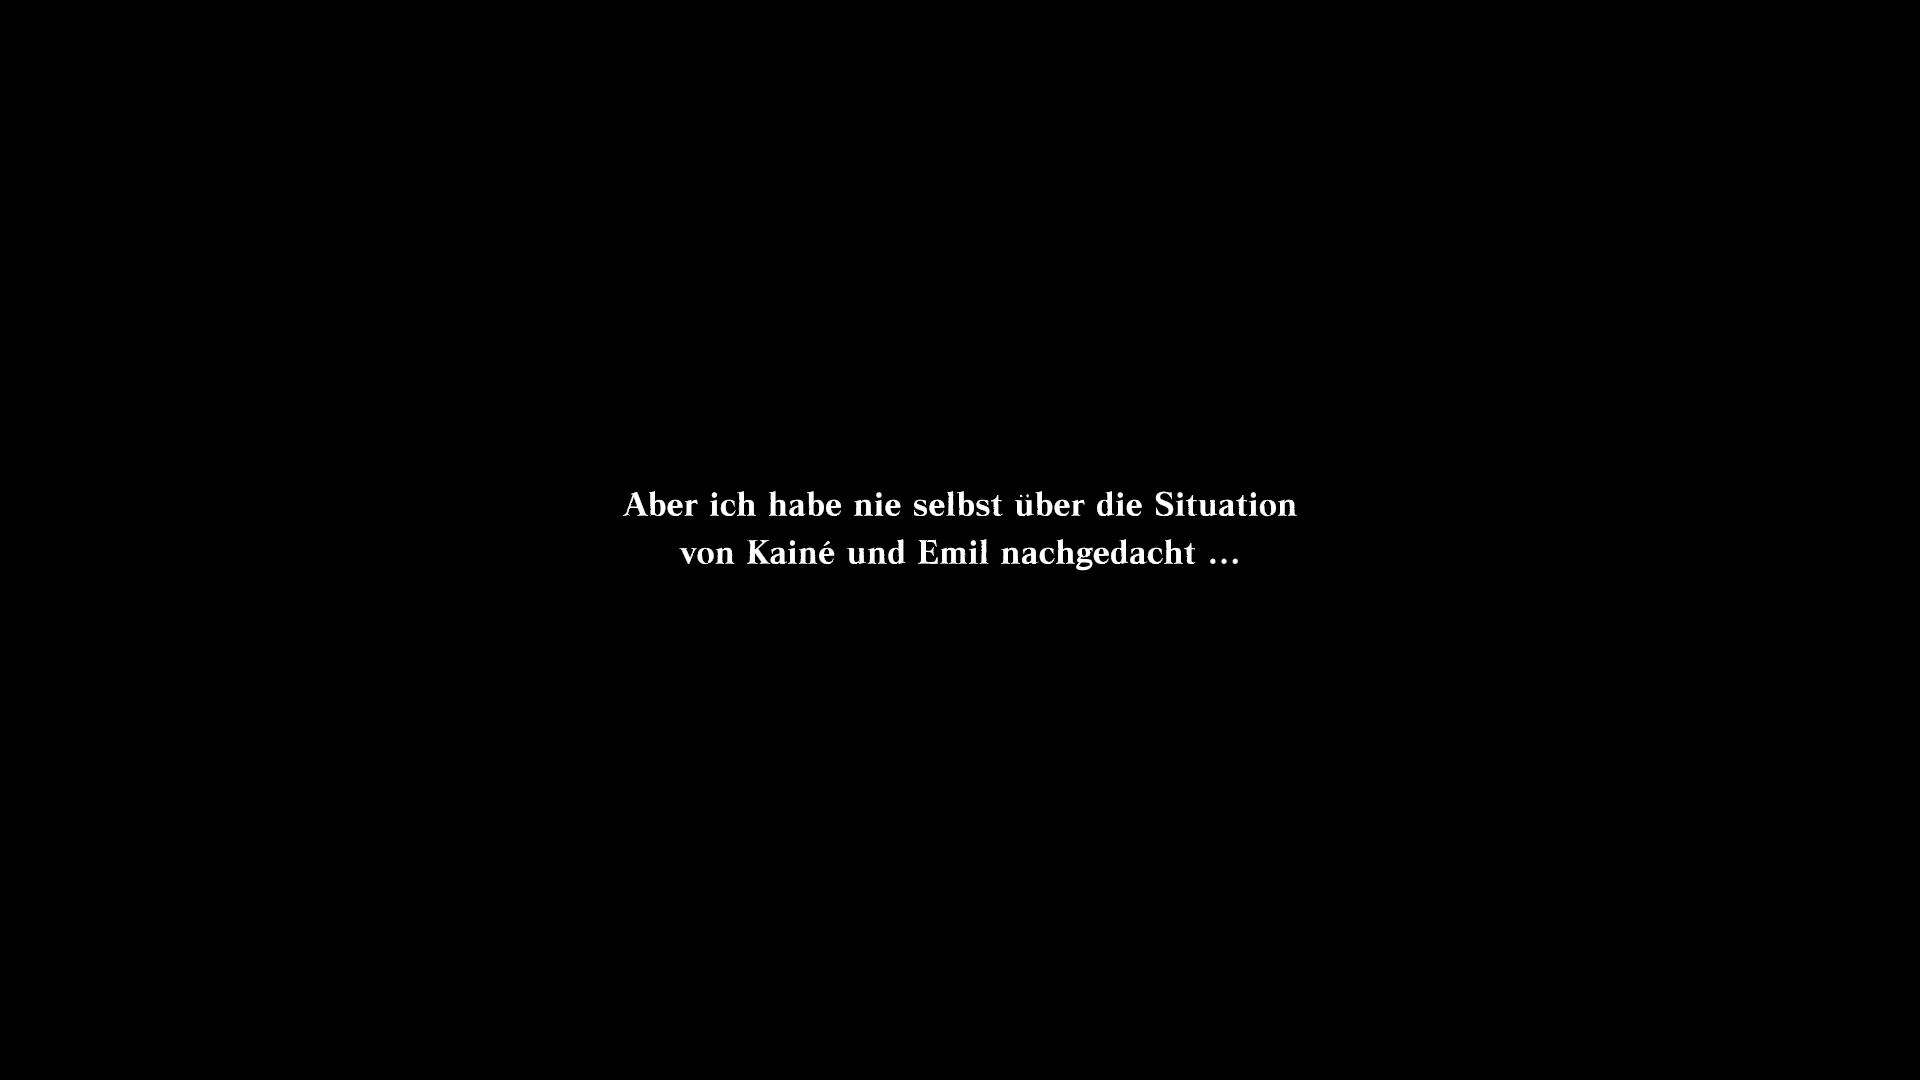 Aber ich habe nie selbst über die Situation
von Kainé und Emil nachgedacht …